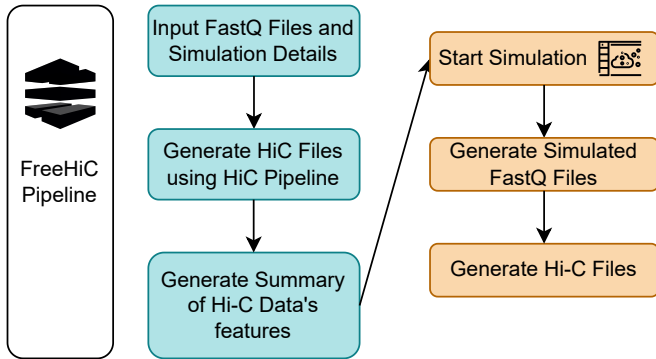 FreeHiC
Pipeline
Input FastQ Files and
Simulation Details
Generate HiC Files
using HiC Pipeline
Generate Summary
of Hi-C Data's
features
Start Simulation
Generate Simulated
FastQ Files
Generate Hi-C Files